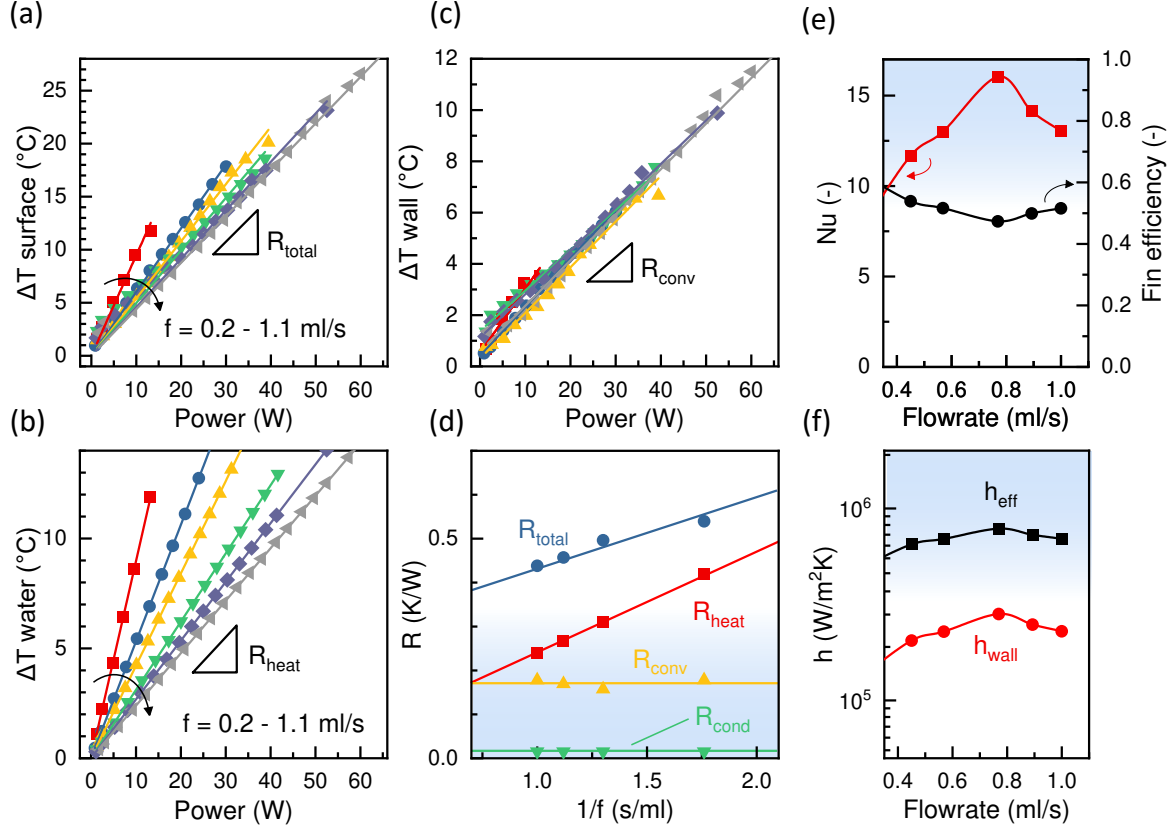 (a)
25
20
15
10
5
0
ΔT surface (°C)
R_total
f = 0.2 - 1.1 ml/s
0 10 20 30 40 50 60
Power (W)
(c)
12
10
8
6
4
2
0
ΔT wall (°C)
R_conv
0 10 20 30 40 50 60
Power (W)
(e)
15
10
5
0
Nu (-)
1.0
0.8
0.6
0.4
0.2
0.0
Fin efficiency (-)
0.4 0.6 0.8 1.0
Flowrate (ml/s)
(b)
10
5
0
ΔT water (°C)
R_heat
f = 0.2 - 1.1 ml/s
0 10 20 30 40 50 60
Power (W)
(d)
0.5
0.0
R (K/W)
R_total
R_heat
R_conv
R_cond
1.0 1.5 2.0
1/f (s/ml)
(f)
10^6
10^5
h (W/m²K)
h_eff
h_wall
0.4 0.6 0.8 1.0
Flowrate (ml/s)